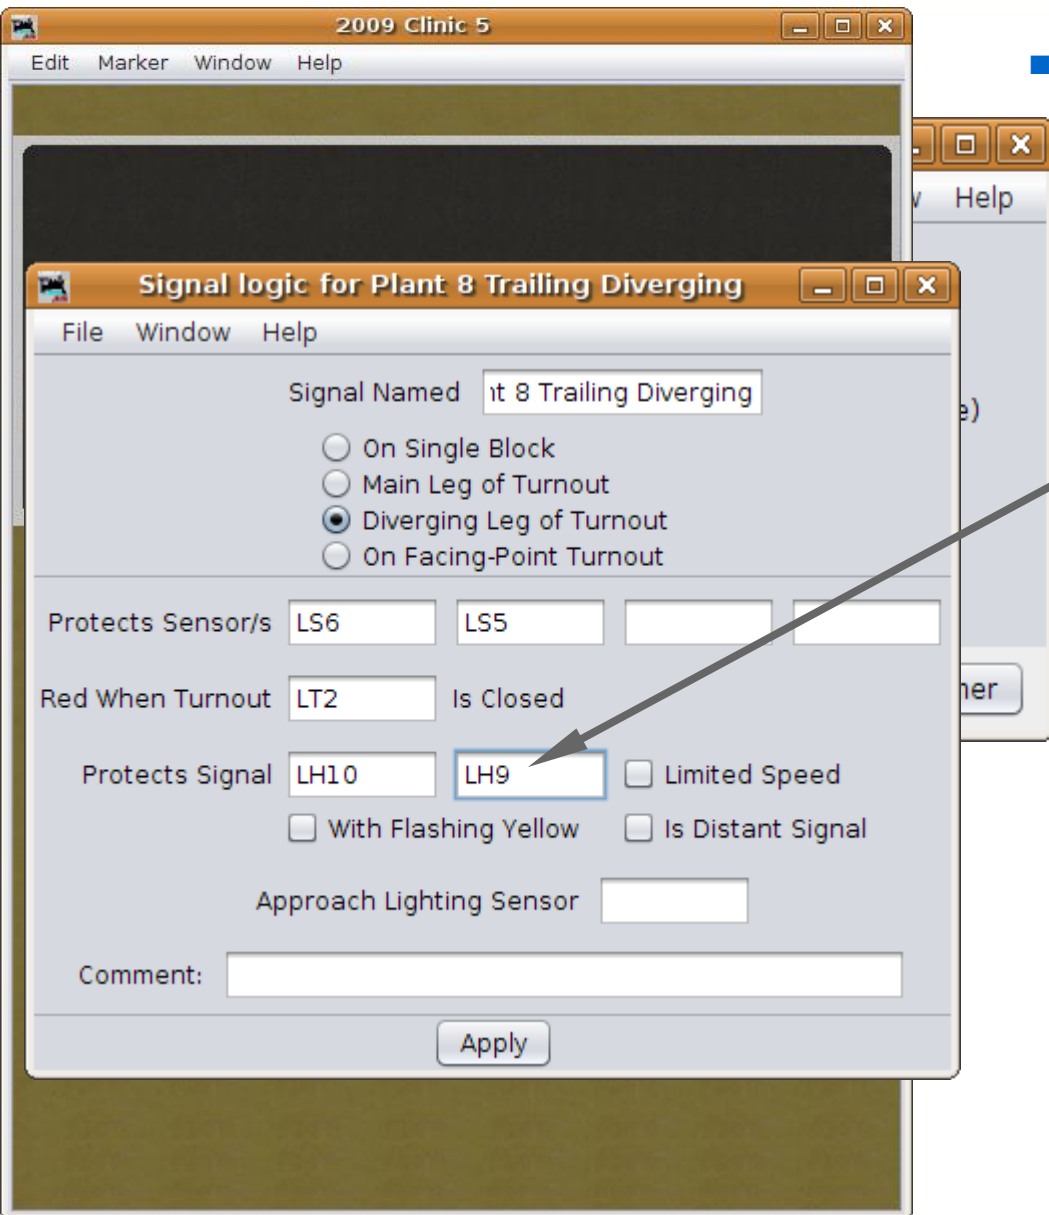 2009 Clinic 5
Edit Marker Window Help
Help
Signal logic for Plant 8 Trailing Diverging
File Window Help
Signal Named nt 8 Trailing Diverging
On Single Block
Main Leg of Turnout
Diverging Leg of Turnout
On Facing-Point Turnout
Protects Sensor/s LS6 LS5
Red When Turnout LT2 Is Closed
Protects Signal LH10 LH9 Limited Speed
With Flashing Yellow Is Distant Signal
Approach Lighting Sensor
Comment:
Apply